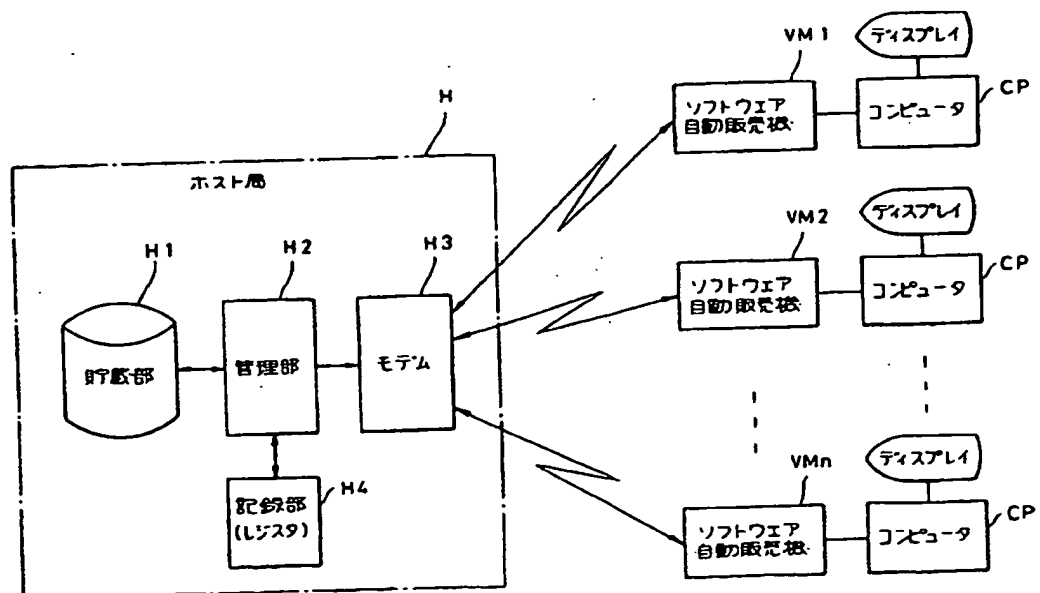 H
ホスト局
H1
貯蔵部
H2
管理部
H3
モデム
H4
記録部
(レジスタ)
VM1
ソフトウェア
自動販売機
ディスプレイ
コンピュータ
CP
VM2
ソフトウェア
自動販売機
ディスプレイ
コンピュータ
CP
VMn
ソフトウェア
自動販売機
ディスプレイ
コンピュータ
CP